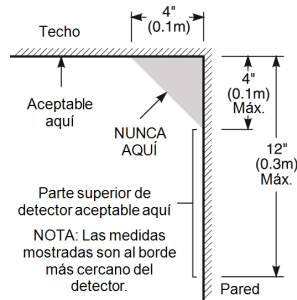 4"
(0.1m)
Techo
Aceptable
aquí
NUNCA
AQUÍ
4"
(0.1m)
Máx.
12"
(0.3m)
Máx.
Parte superior de
detector aceptable aquí
NOTA: Las medidas
mostradas son al borde
más cercano del
detector.
Pared